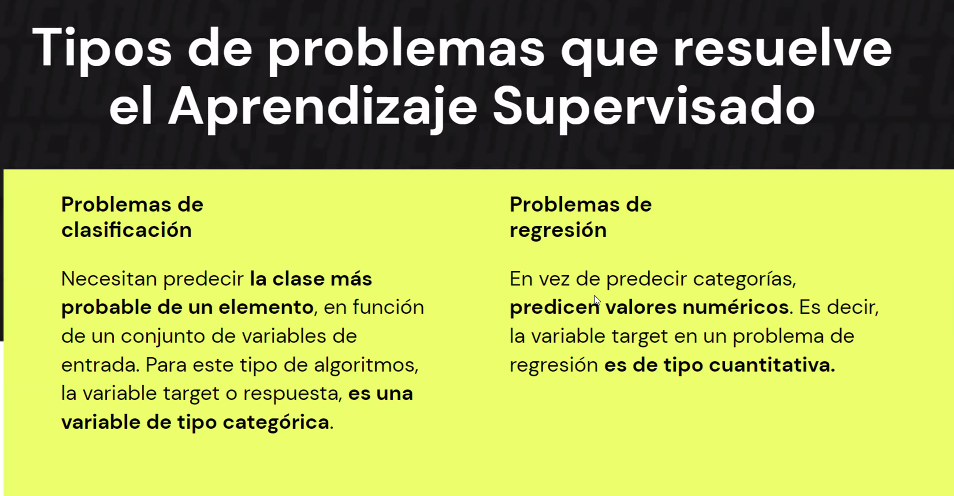 Tipos de problemas que resuelve
el Aprendizaje Supervisado
Problemas de
clasificación
Necesitan predecir la clase más
probable de un elemento, en función
de un conjunto de variables de
entrada. Para este tipo de algoritmos,
la variable target o respuesta, es una
variable de tipo categórica.
Problemas de
regresión
En vez de predecir categorías,
predicen valores numéricos. Es decir,
la variable target en un problema de
regresión es de tipo cuantitativa.